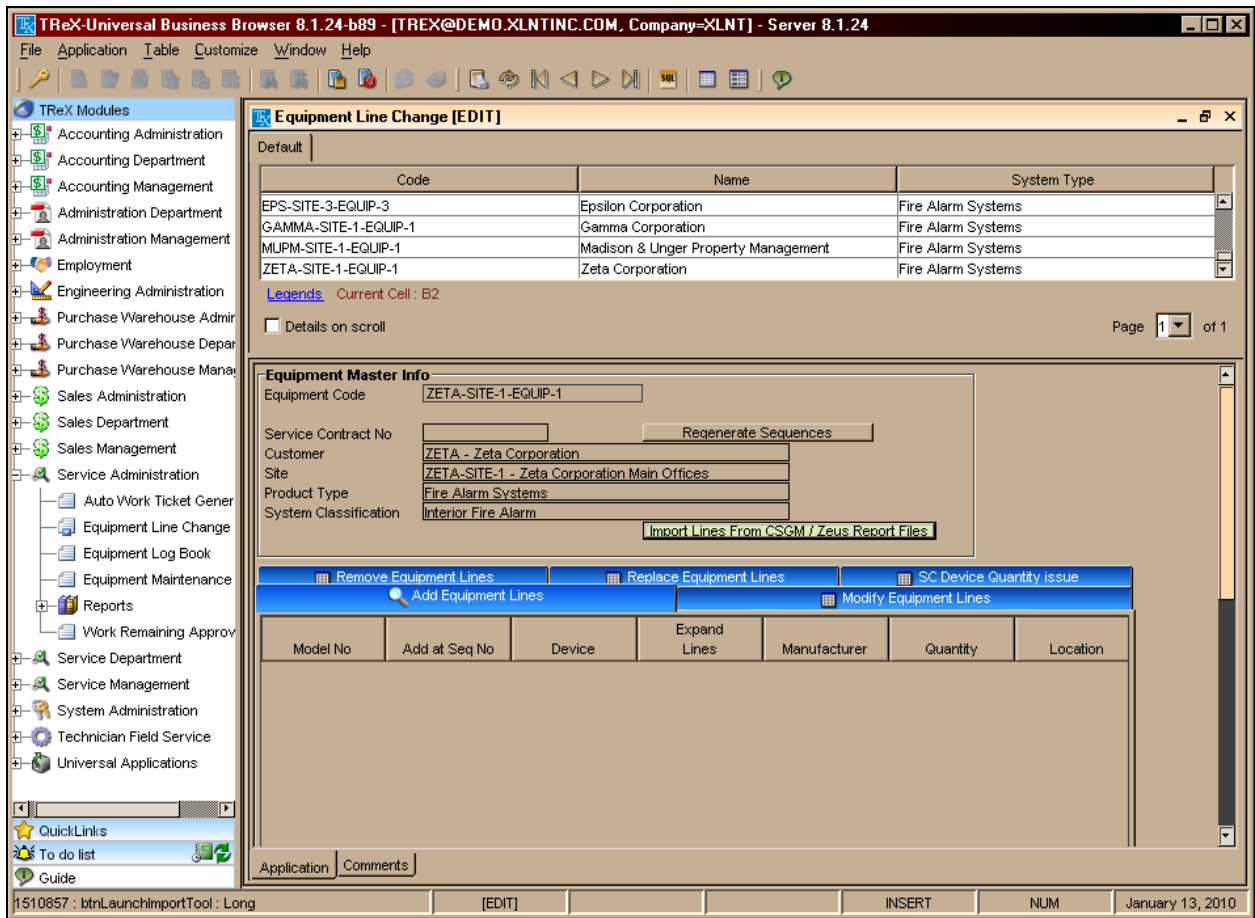 TReX-Universal Business Browser 8.1.24-b89 - [TREX@DEMO.XLNTINC.COM, Company=XLNT] - Server 8.1.24
File Application Table Customize Window Help
SQL
TReX Modules
Accounting Administration
Accounting Department
Accounting Management
Administration Department
Administration Management
Employment
Engineering Administration
Purchase Warehouse Admir
Purchase Warehouse Depar
Purchase Warehouse Mana
Sales Administration
Sales Department
Sales Management
Service Administration
Auto Work Ticket Gener
Equipment Line Change
Equipment Log Book
Equipment Maintenance
Reports
Work Remaining Approv
Service Department
Service Management
System Administration
Technician Field Service
Universal Applications
QuickLinks
To do list
Guide
Equipment Line Change [EDIT]
Default
Code Name System Type
EPS-SITE-3-EQUIP-3 Epsilon Corporation Fire Alarm Systems
GAMMA-SITE-1-EQUIP-1 Gamma Corporation Fire Alarm Systems
MUPM-SITE-1-EQUIP-1 Madison & Unger Property Management Fire Alarm Systems
ZETA-SITE-1-EQUIP-1 Zeta Corporation Fire Alarm Systems
Legends Current Cell : B2
Details on scroll Page 1 of 1
Equipment Master Info
Equipment Code ZETA-SITE-1-EQUIP-1
Service Contract No Regenerate Sequences
Customer ZETA - Zeta Corporation
Site ZETA-SITE-1 - Zeta Corporation Main Offices
Product Type Fire Alarm Systems
System Classification Interior Fire Alarm
Import Lines From CSGM / Zeus Report Files
Remove Equipment Lines Replace Equipment Lines SC Device Quantity issue
Add Equipment Lines Modify Equipment Lines
Model No Add at Seq No Device Expand Lines Manufacturer Quantity Location
Application Comments
1510857 : btnLaunchImportTool : Long [EDIT] INSERT NUM January 13, 2010